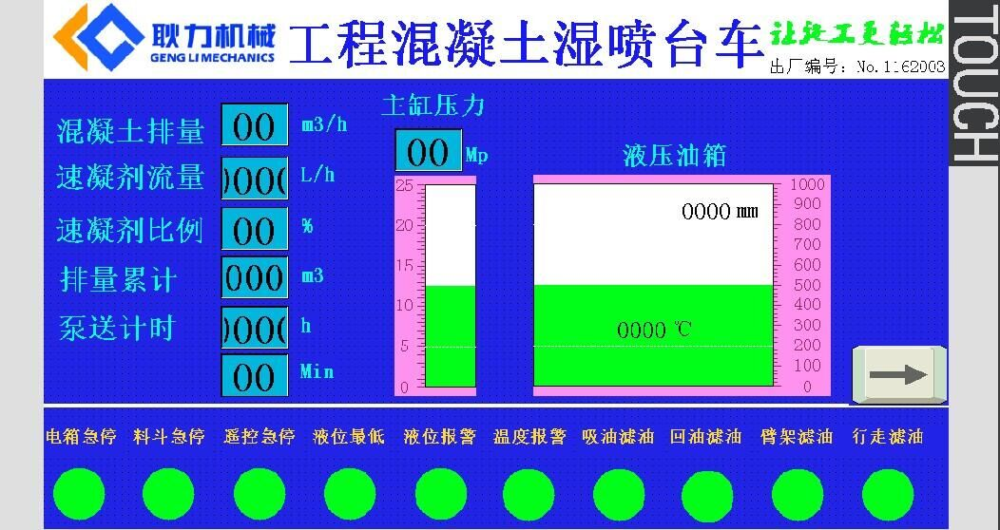 耿力机械
GENGLIMECHANICS
工程混凝土湿喷台车
让施工更轻松
出厂编号：No.1162003
TOUCH
混凝土排量 00 m3/h
速凝剂流量 0000 L/h
速凝剂比例 00 %
排量累计 000 m3
泵送计时 0000 h
00 Min
主缸压力
00 Mp
25
20
15
10
5
0
液压油箱
0000 mm
0000 ℃
1000
900
800
700
600
500
400
300
200
100
0
电箱急停 料斗急停 遥控急停 液位最低 液位报警 温度报警 吸油滤油 回油滤油 臂架滤油 行走滤油